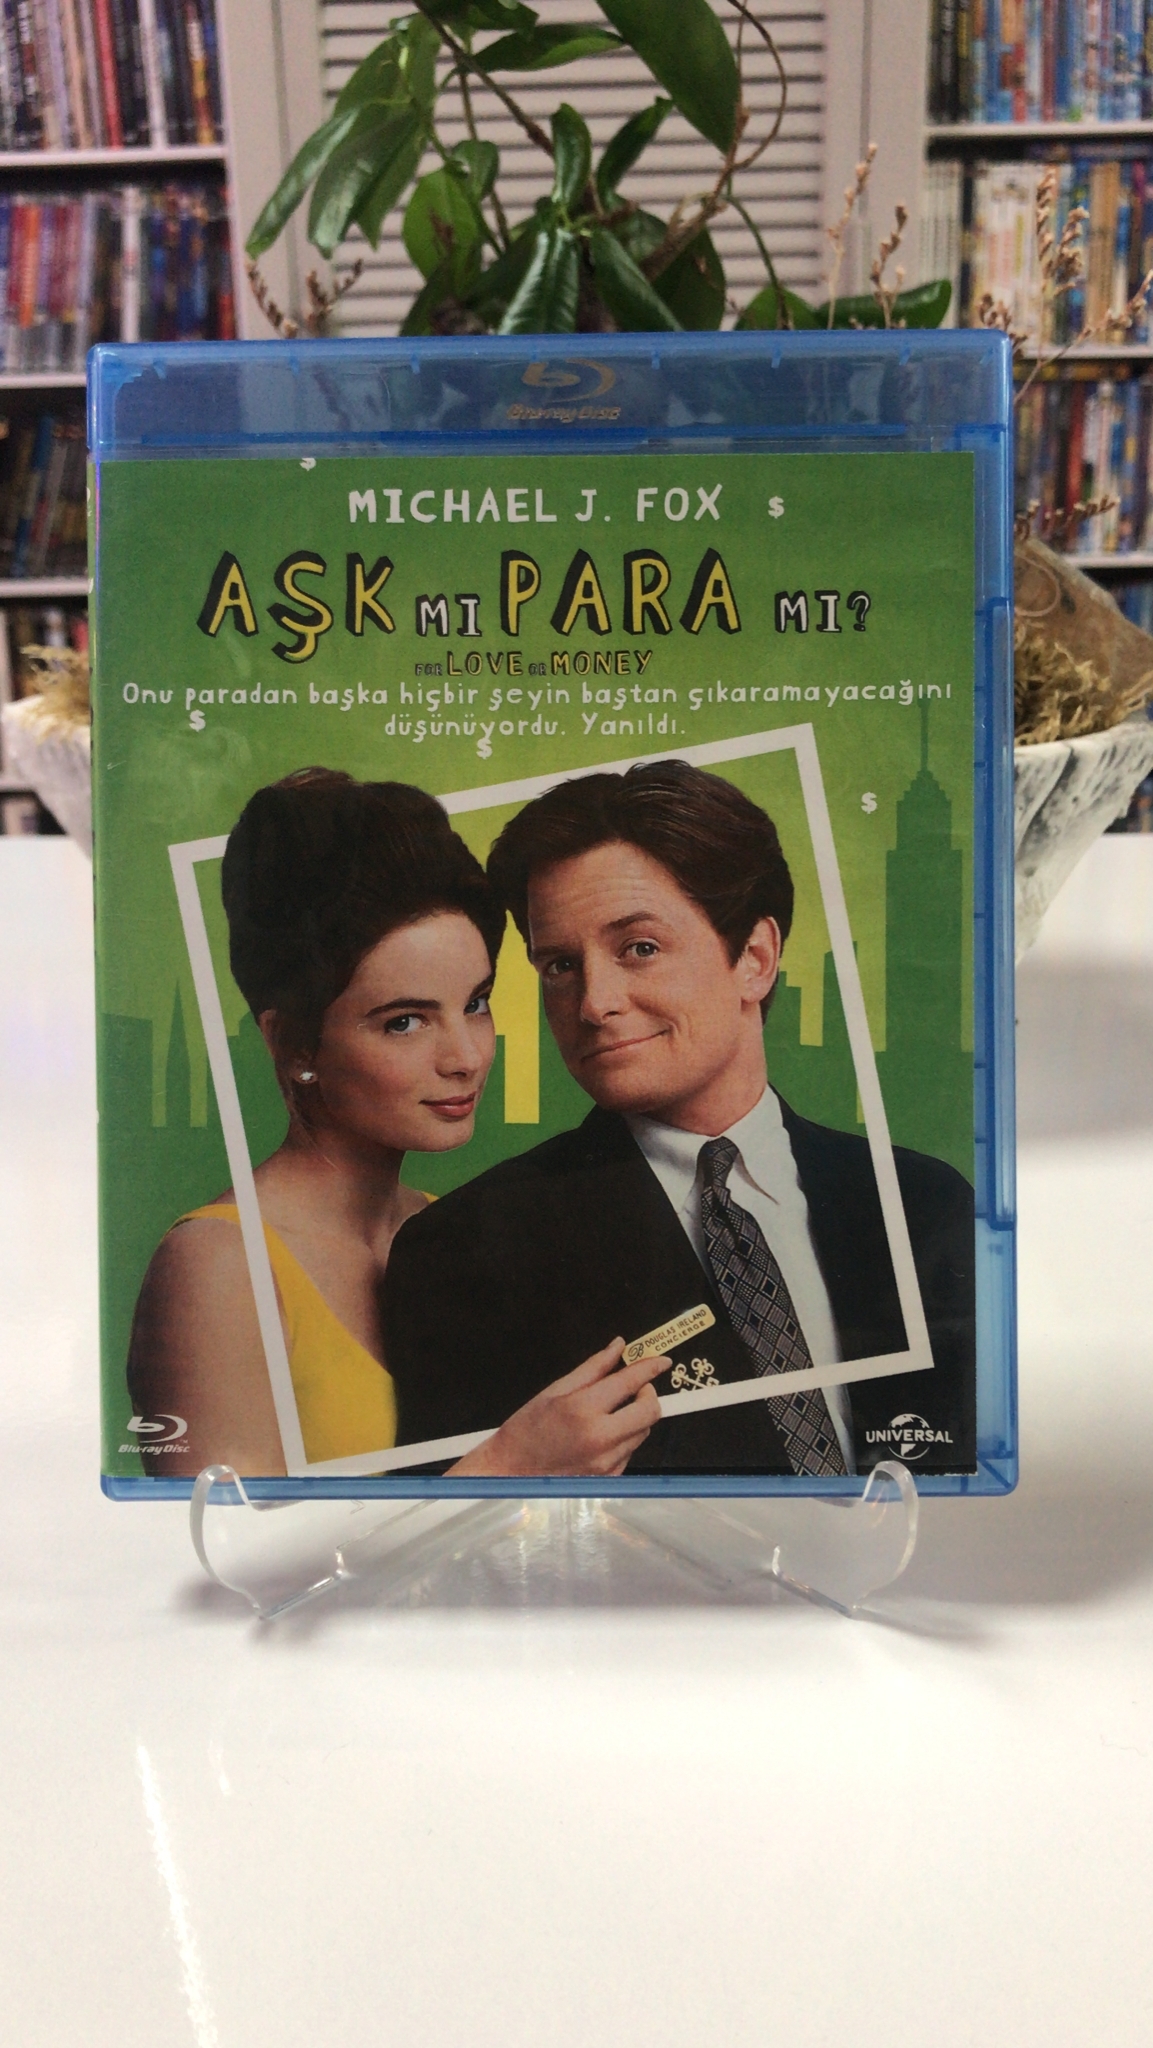 Blu-ray Disc
MICHAEL J. FOX
AŞK MI PARA MI?
FOR LOVE OR MONEY
Onu paradan başka hiçbir şeyin baştan çıkaramayacağını
düşünüyordu. Yanıldı.
B DOUGLAS IRELAND
CONCIERGE
Blu-ray Disc
UNIVERSAL